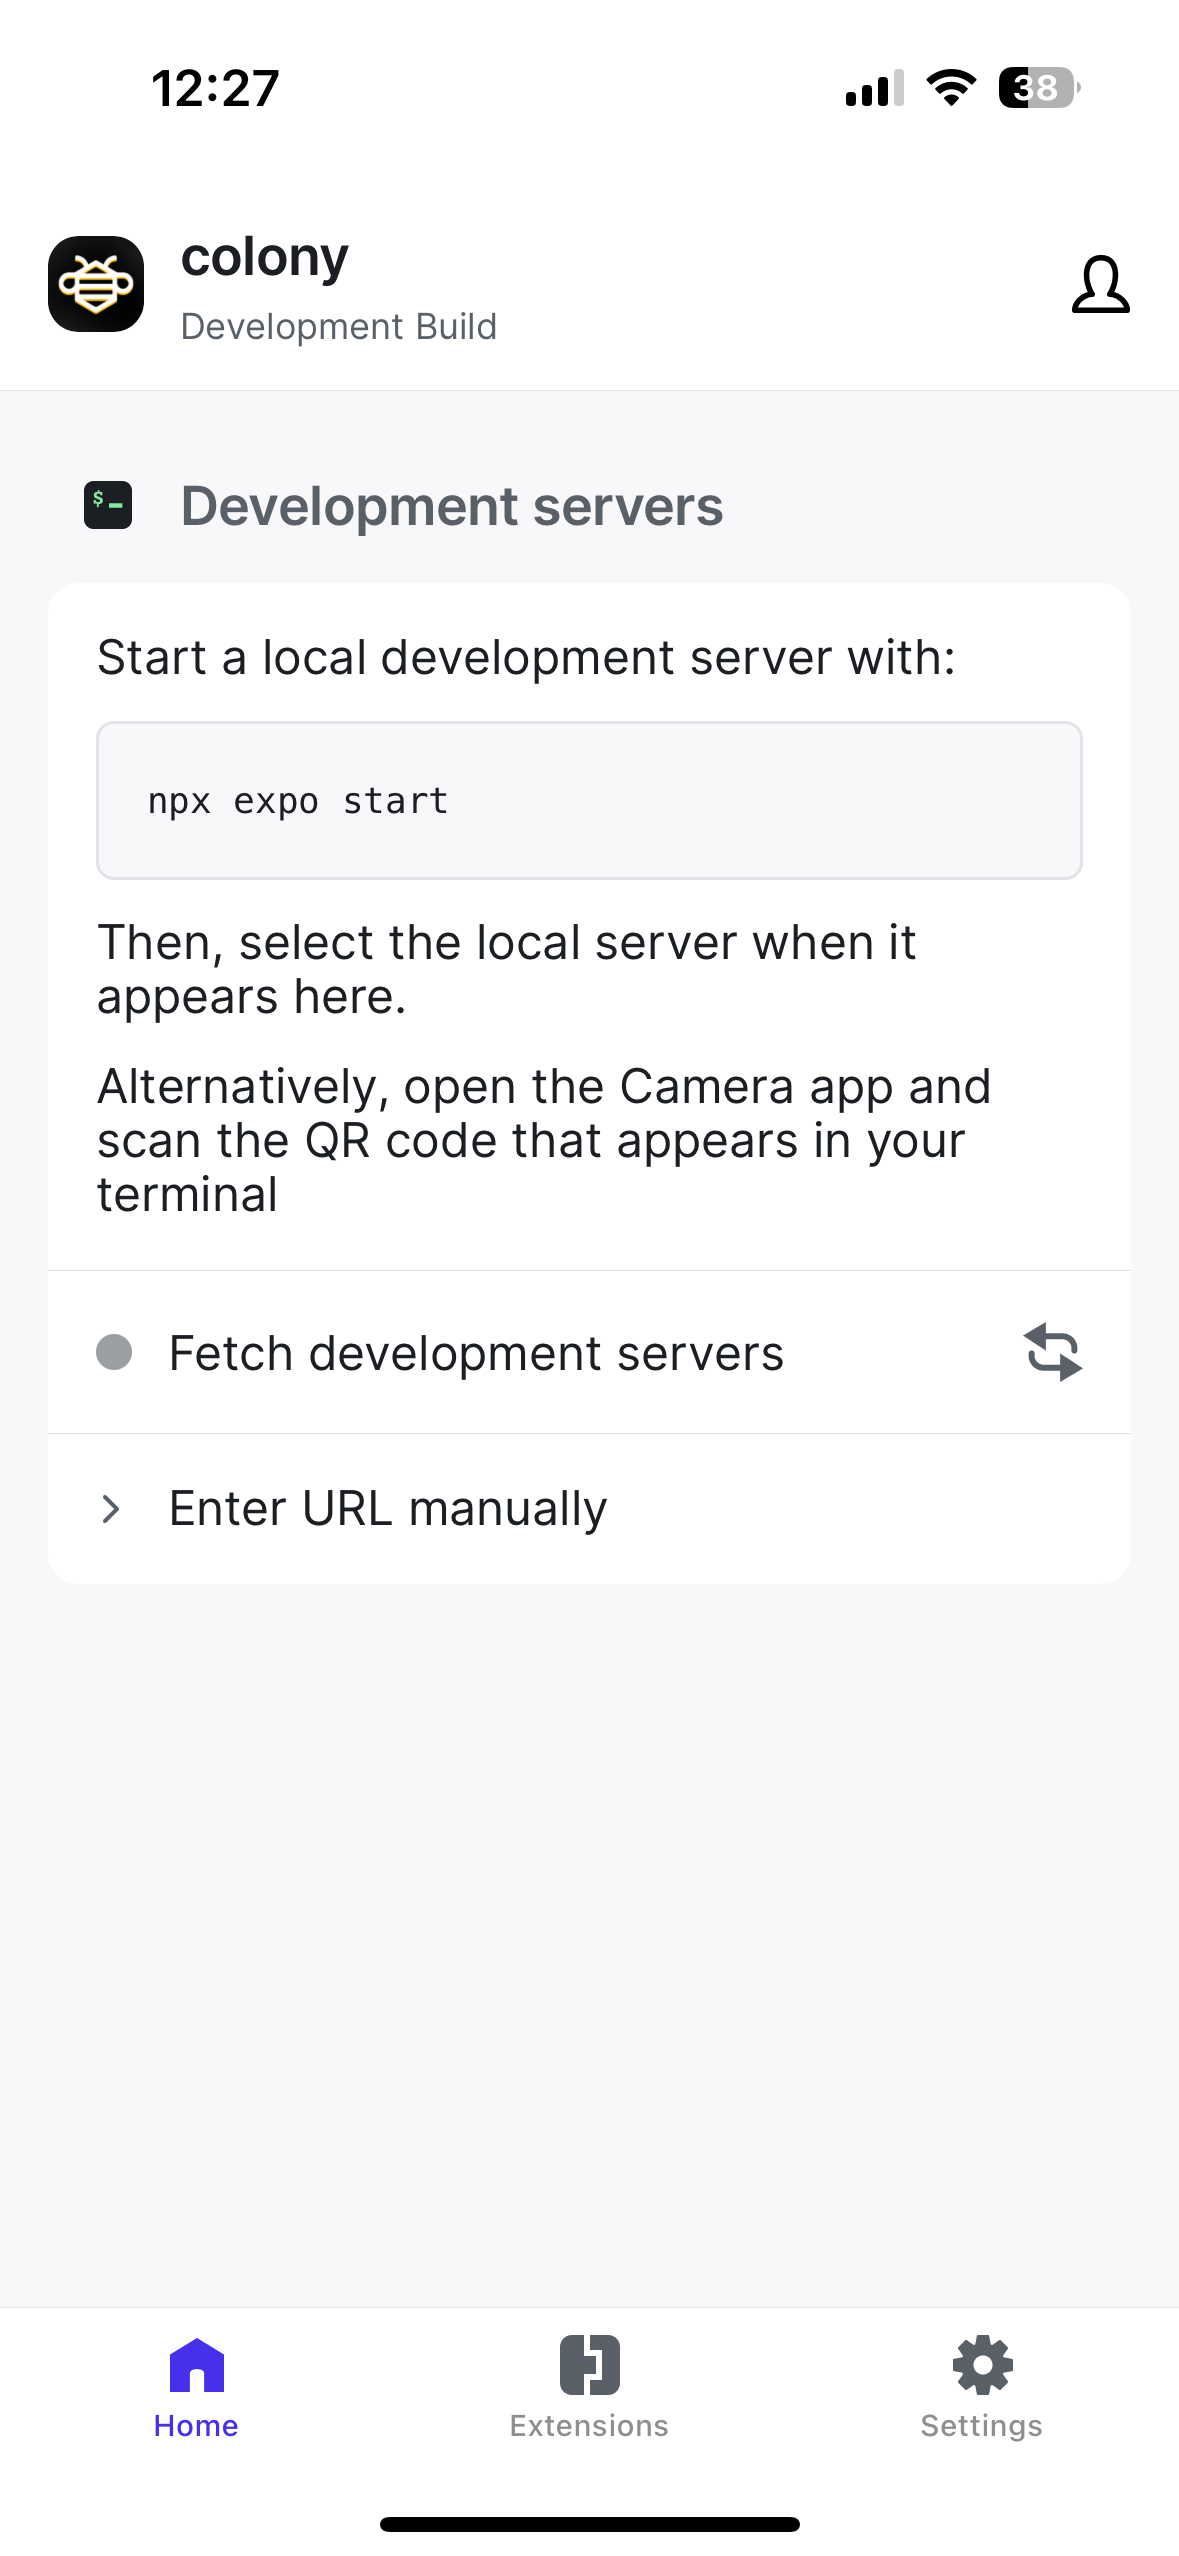 12:27
38
colony
Development Build
$
Development servers
Start a local development server with:
npx expo start
Then, select the local server when it
appears here.
Alternatively, open the Camera app and
scan the QR code that appears in your
terminal
Fetch development servers
Enter URL manually
Home
Extensions
Settings